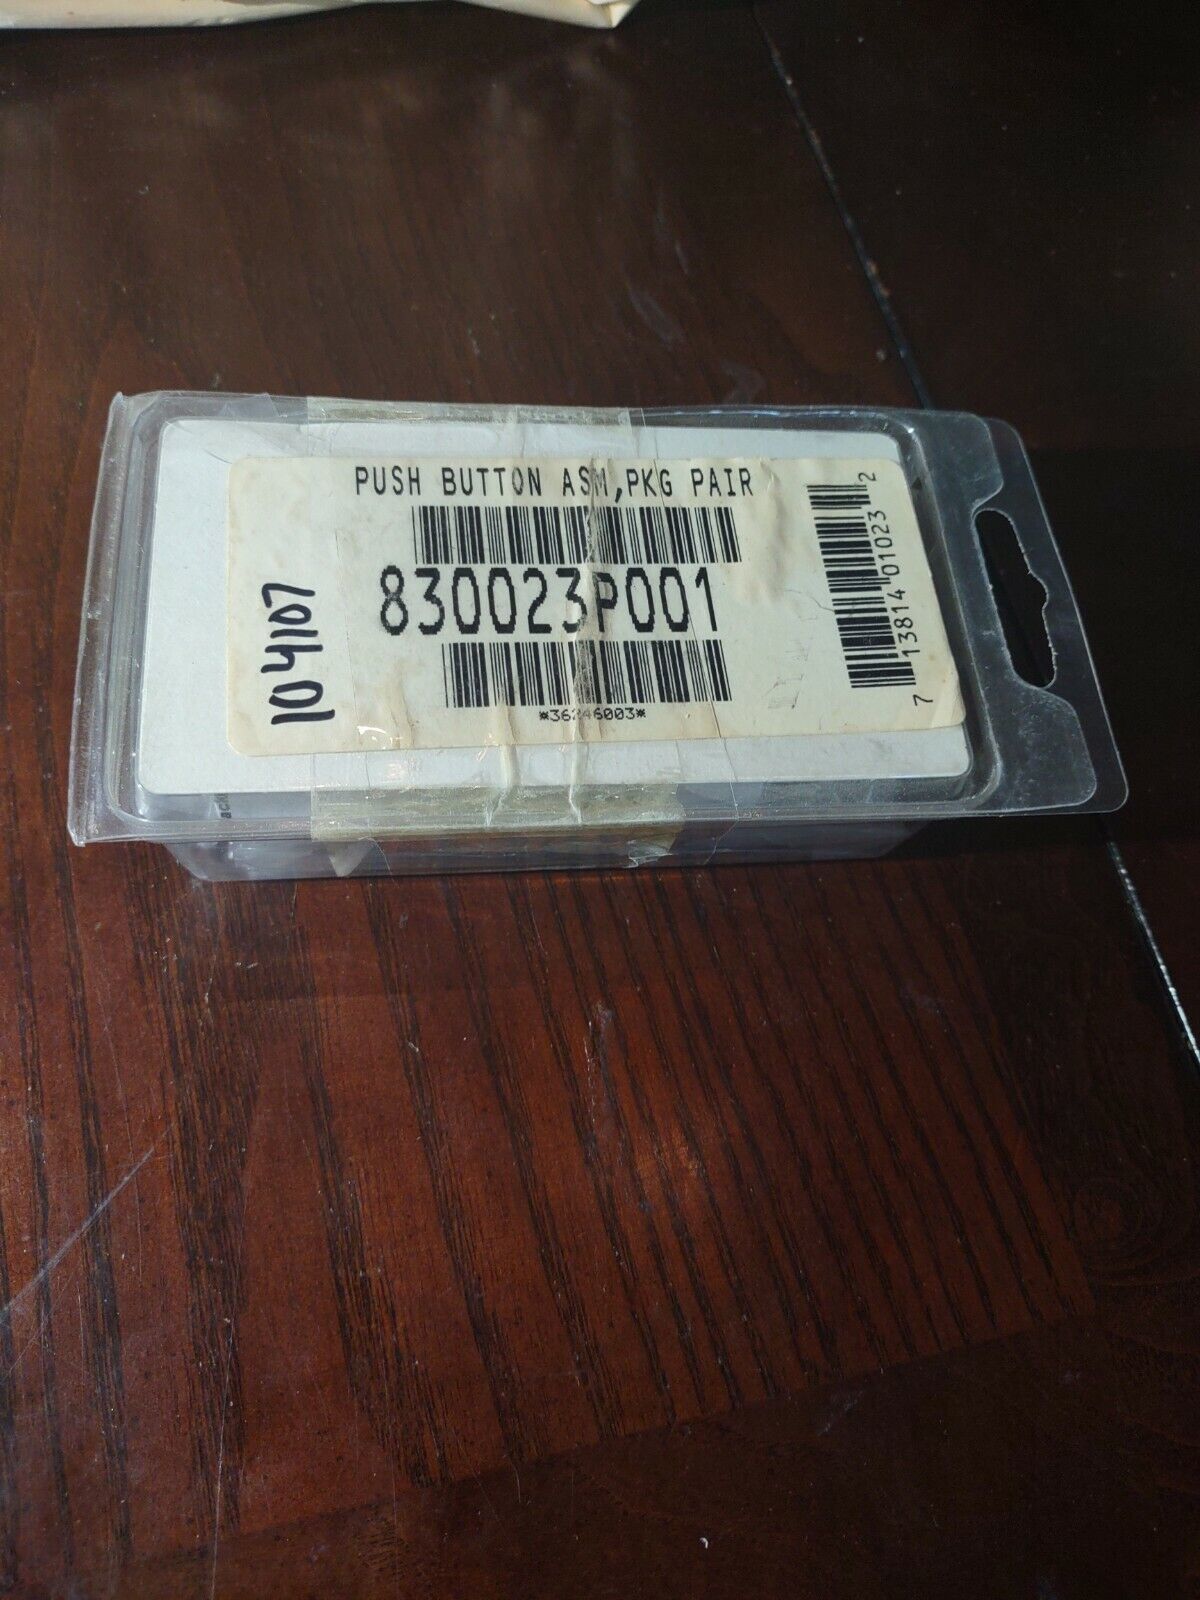 PUSH BUTTON ASM,PKG PAIR
830023P001
*36246003*
104107
7 13814 01023 2